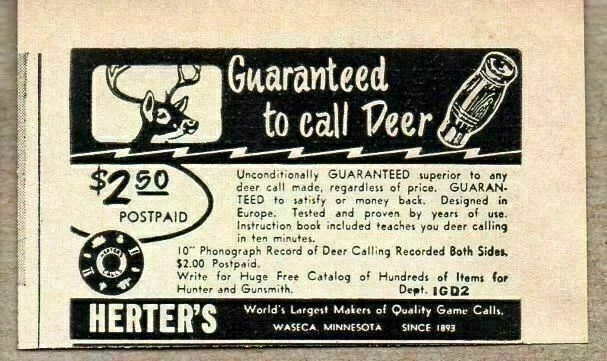 Guaranteed
to call Deer
$2.50
POSTPAID
Unconditionally GUARANTEED superior to any
deer call made, regardless of price. GUARAN-
TEED to satisfy or money back. Designed in
Europe. Tested and proven by years of use.
Instruction book included teaches you deer calling
in ten minutes.
10" Phonograph Record of Deer Calling Recorded Both Sides,
$2.00 Postpaid.
Write for Huge Free Catalog of Hundreds of Items for
Hunter and Gunsmith. Dept. IGD2
HERTER'S
World's Largest Makers of Quality Game Calls.
WASECA, MINNESOTA SINCE 1893